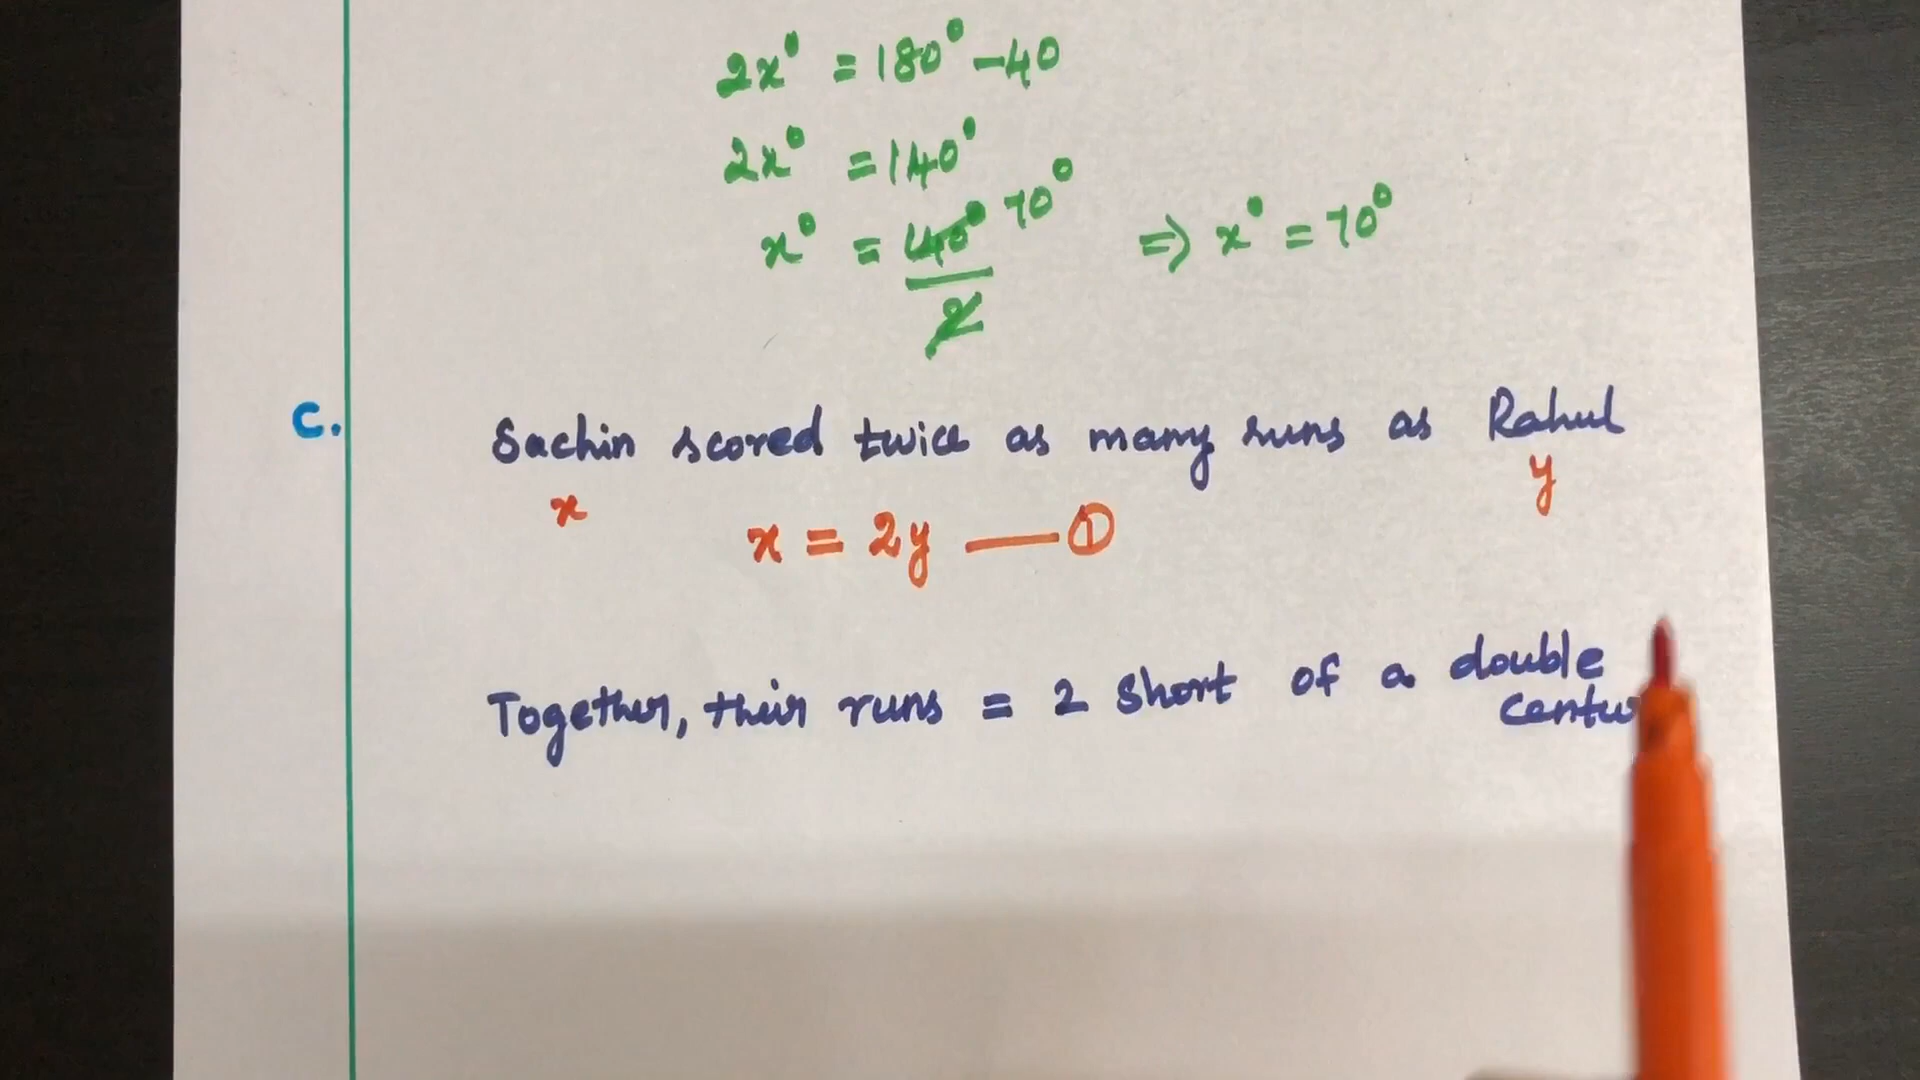 2x° = 180° - 40
2x° = 140°
x° = 140° 70° ⇒ x° = 70°
2
C. Sachin scored twice as many runs as Rahul
x y
x = 2y — ①
Together, their runs = 2 short of a double